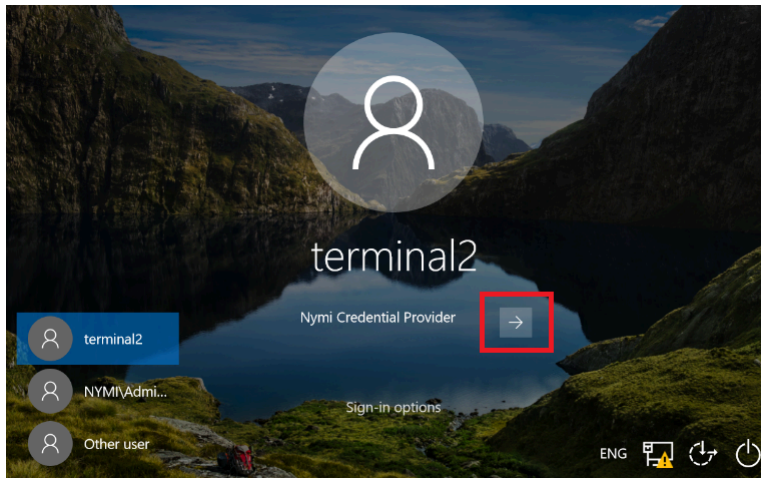 terminal2
Nymi Credential Provider
Sign-in options
terminal2
NYMI\Admi...
Other user
ENG